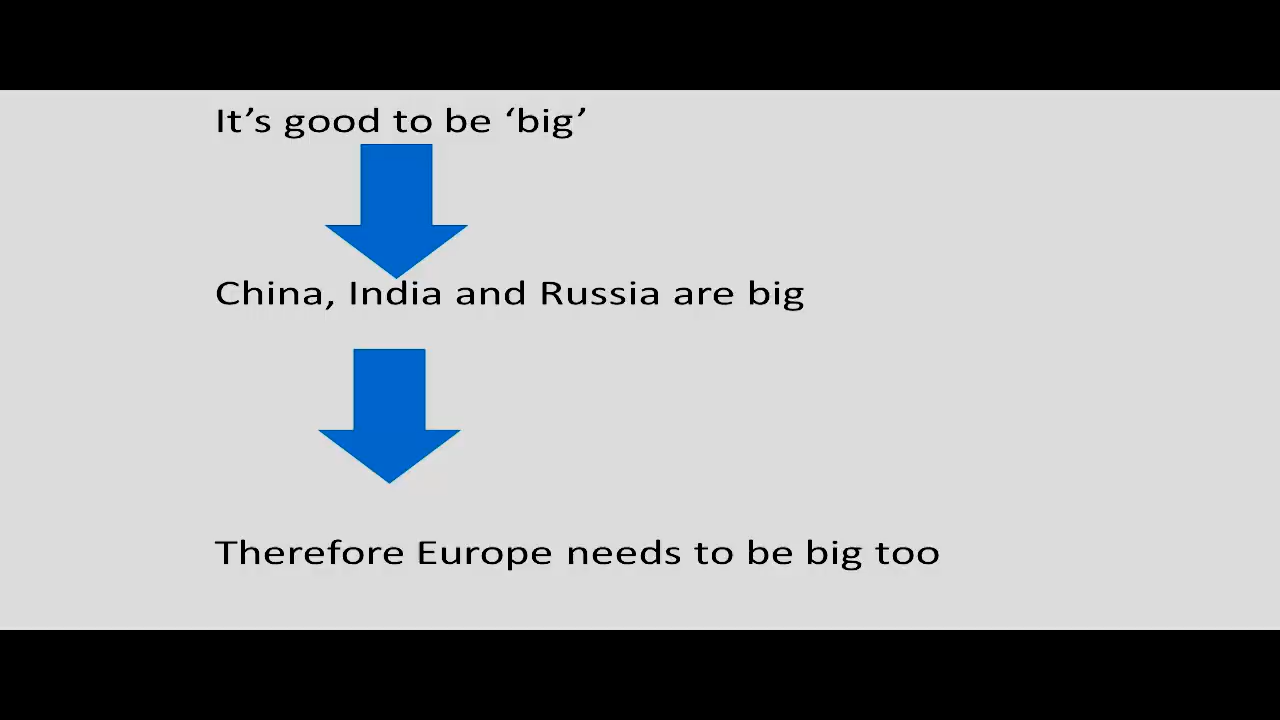 It’s good to be ‘big’
China, India and Russia are big
Therefore Europe needs to be big too